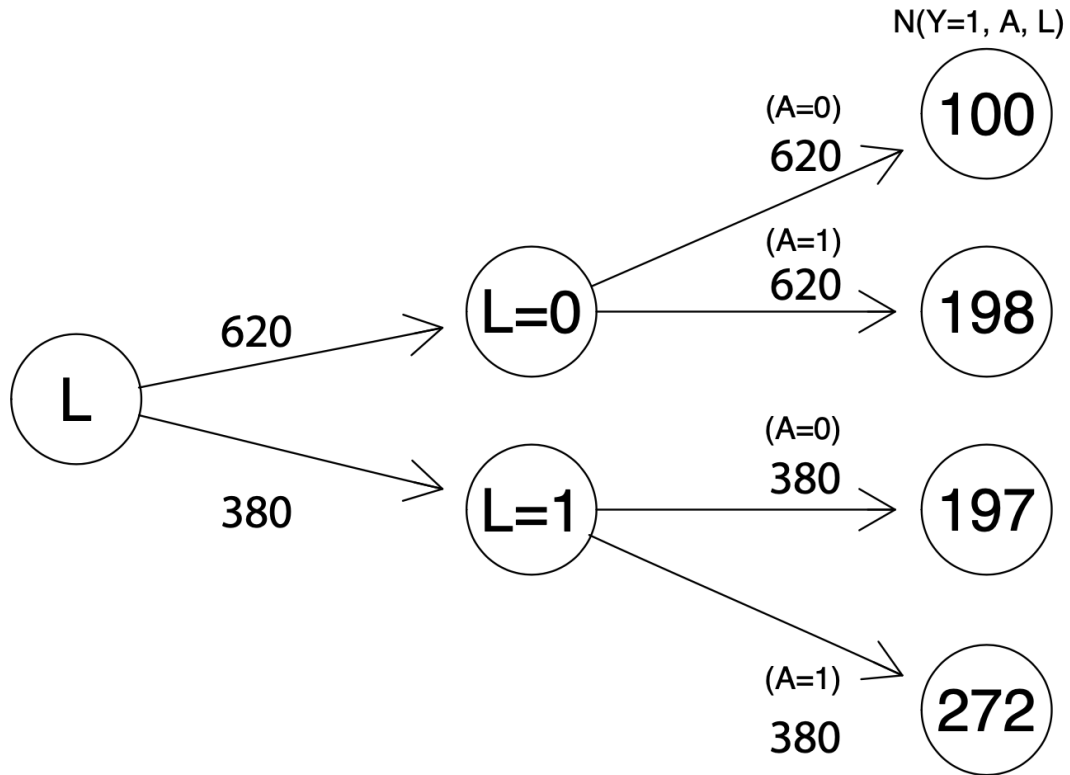 N(Y=1, A, L)
(A=0)
620
100
(A=1)
620
198
620
L=0
L
380
L=1
(A=0)
380
197
(A=1)
380
272